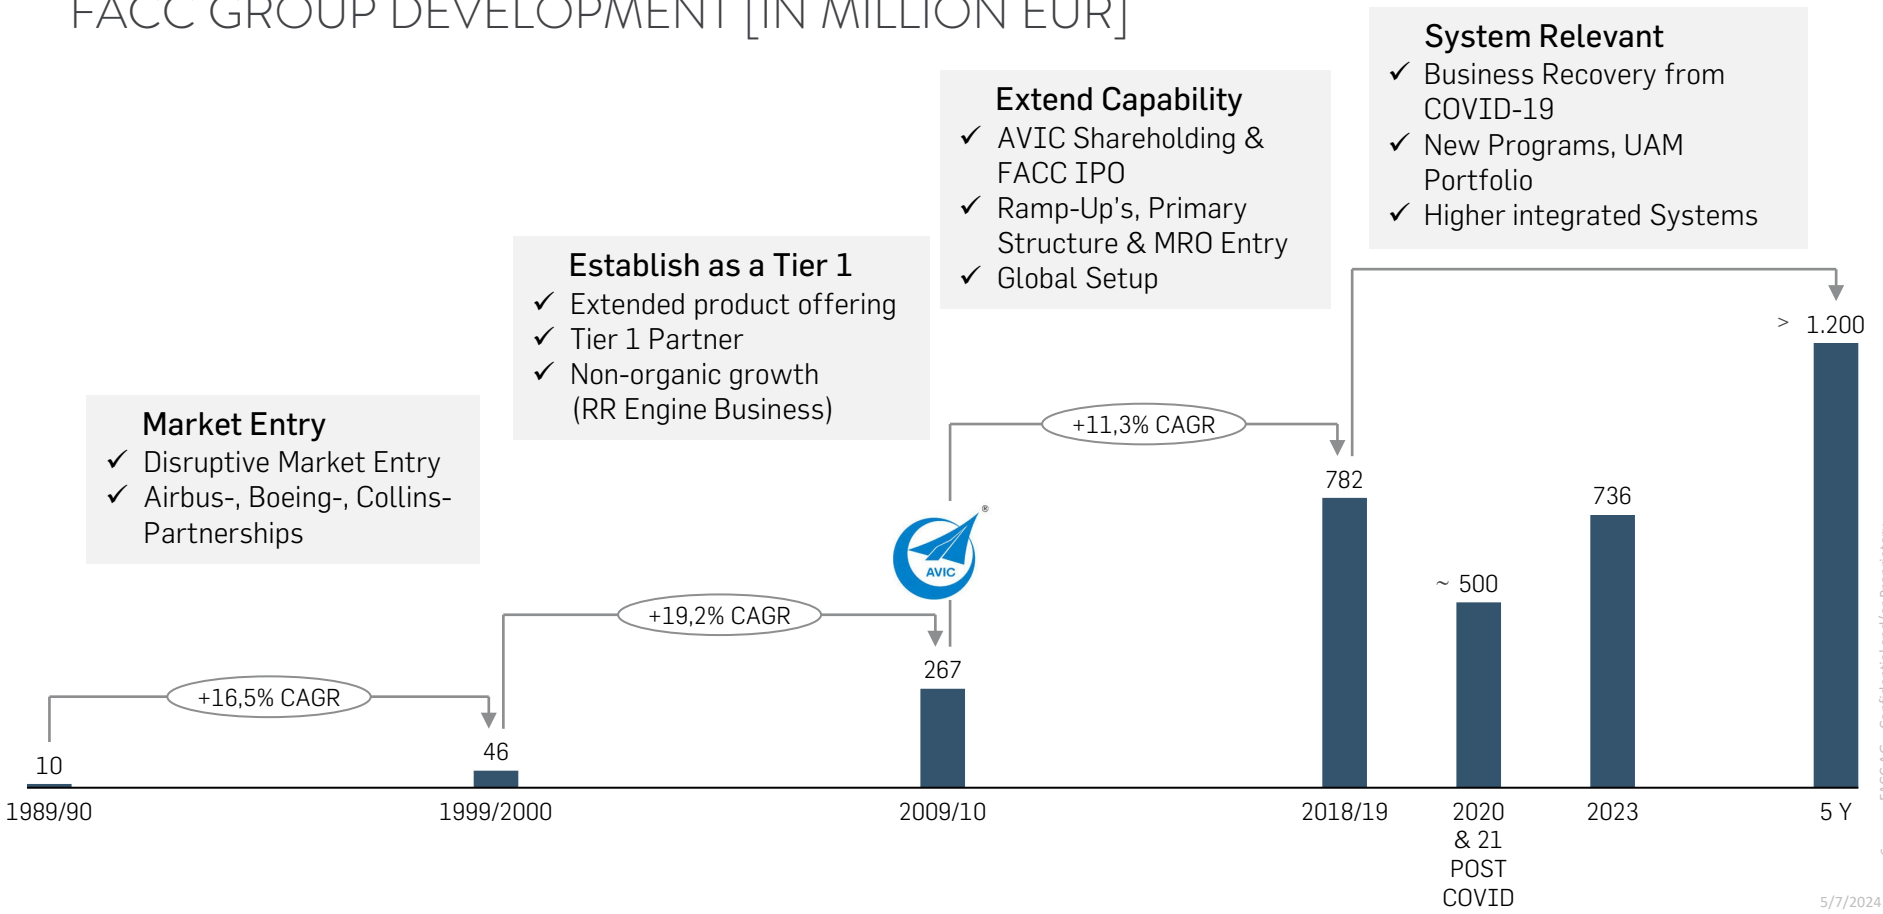 FACC GROUP DEVELOPMENT [IN MILLION EUR]
System Relevant
✓ Business Recovery from
COVID-19
✓ New Programs, UAM
Portfolio
✓ Higher integrated Systems
Extend Capability
✓ AVIC Shareholding &
FACC IPO
✓ Ramp-Up's, Primary
Structure & MRO Entry
✓ Global Setup
Establish as a Tier 1
✓ Extended product offering
✓ Tier 1 Partner
✓ Non-organic growth
(RR Engine Business)
Market Entry
✓ Disruptive Market Entry
✓ Airbus-, Boeing-, Collins-
Partnerships
> 1.200
+11,3% CAGR
782
736
~ 500
AVIC
®
+19,2% CAGR
267
+16,5% CAGR
46
10
1989/90
1999/2000
2009/10
2018/19
2020
& 21
POST
COVID
2023
5 Y
5/7/2024